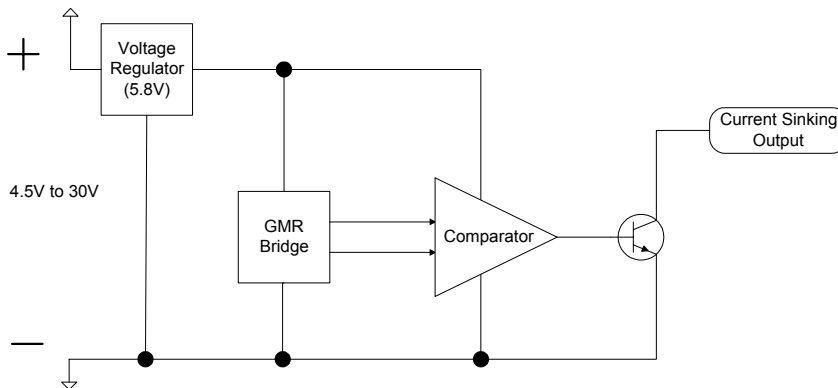 +
Voltage
Regulator
(5.8V)
Current Sinking
Output
4.5V to 30V
GMR
Bridge
Comparator
—